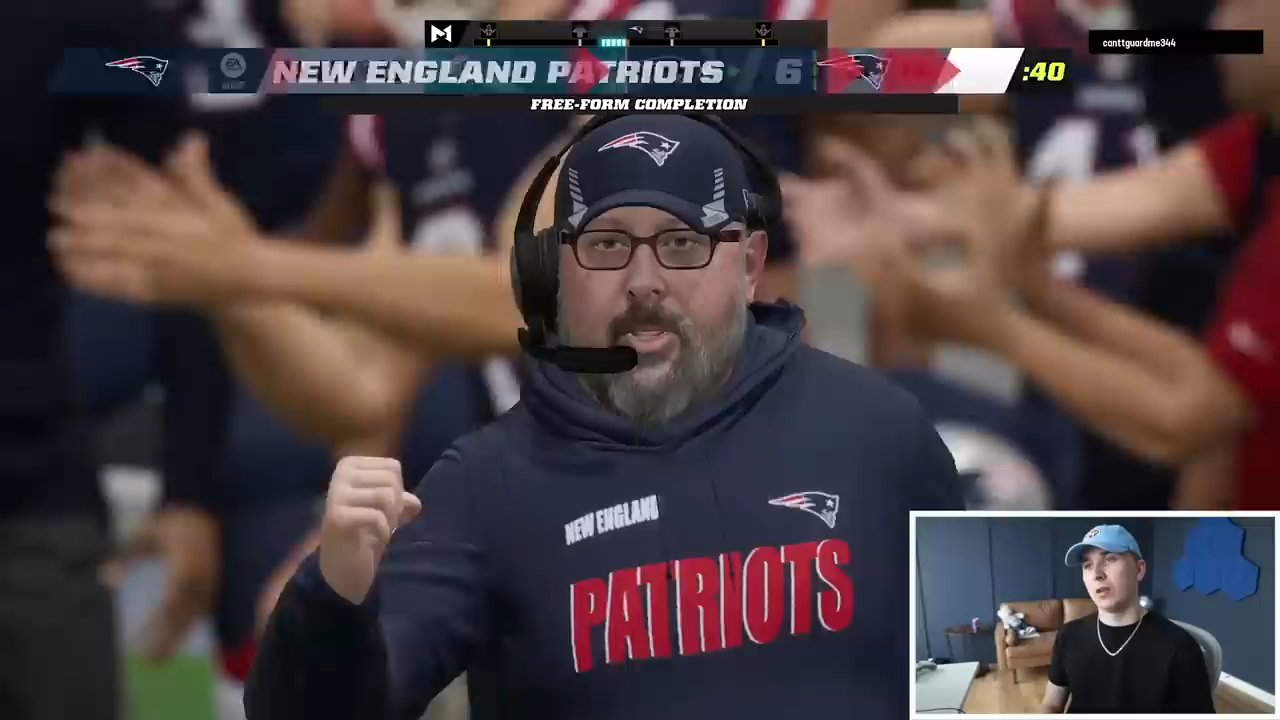 canttguardme344
NEW ENGLAND PATRIOTS 6 :40
FREE-FORM COMPLETION
NEW ENGLAND
PATRIOTS